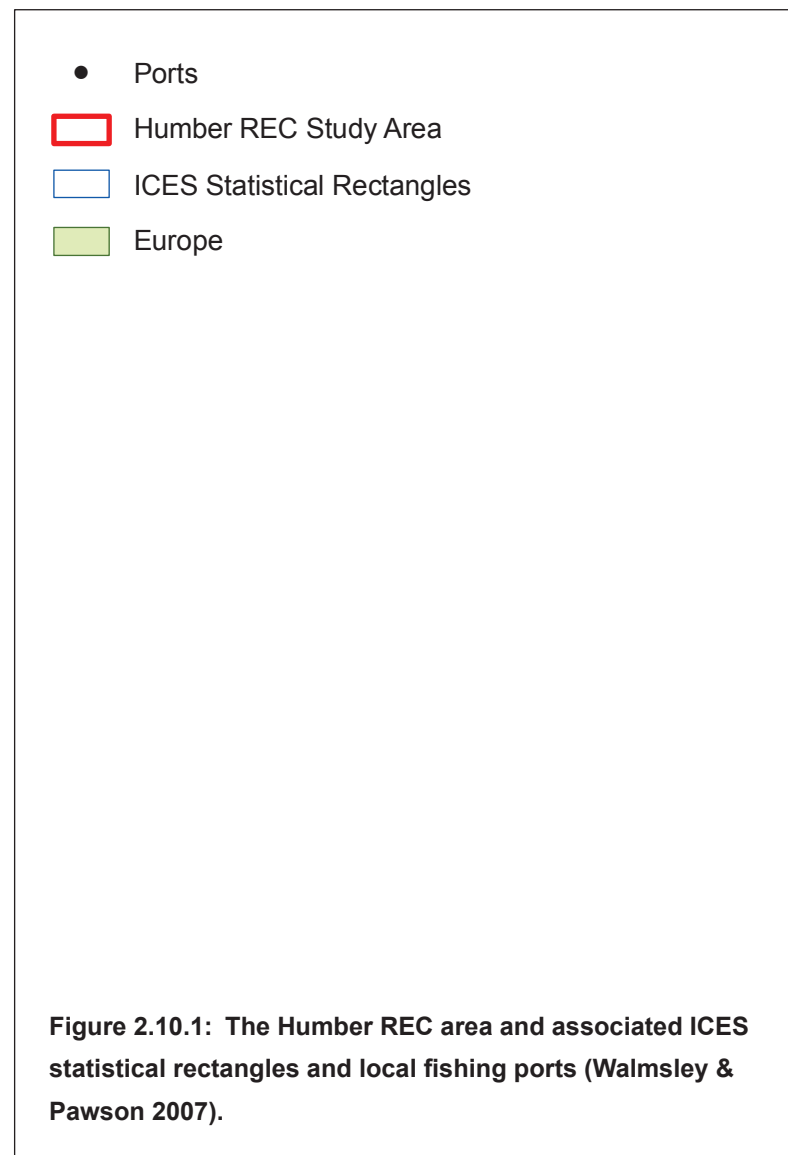 Ports
Humber REC Study Area
ICES Statistical Rectangles
Europe
Figure 2.10.1: The Humber REC area and associated ICES
statistical rectangles and local fishing ports (Walmsley &
Pawson 2007).